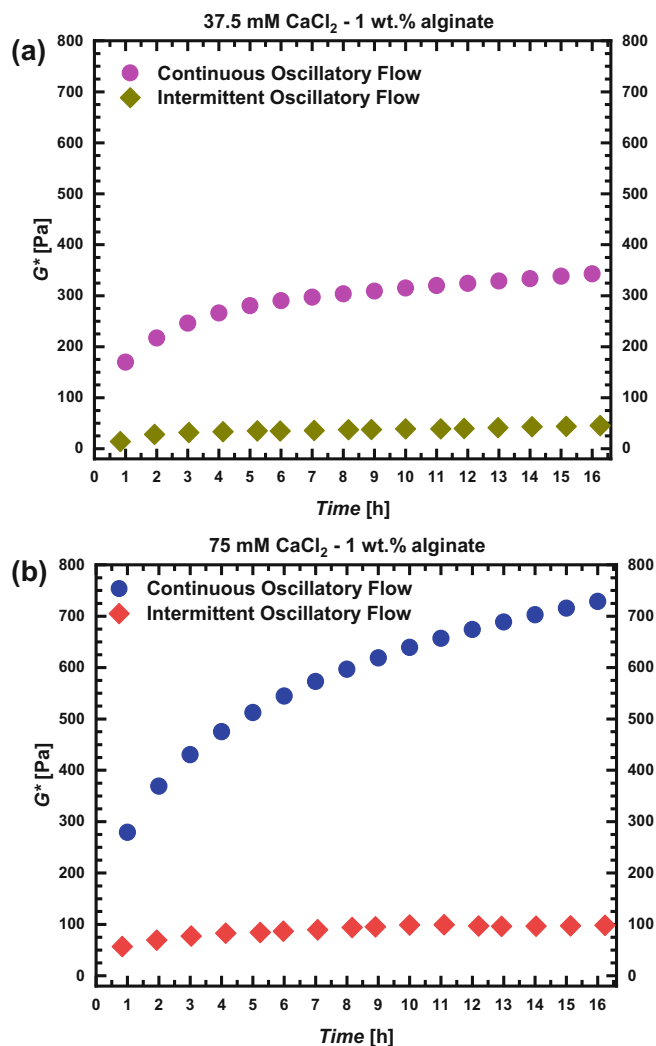 37.5 mM CaCl₂ - 1 wt.% alginate
(a)
Continuous Oscillatory Flow
Intermittent Oscillatory Flow
800 800
700 700
600 600
500 500
400 400
300 300
200 200
100 100
0 0
G* [Pa]
0 1 2 3 4 5 6 7 8 9 10 11 12 13 14 15 16
Time [h]
75 mM CaCl₂ - 1 wt.% alginate
(b)
Continuous Oscillatory Flow
Intermittent Oscillatory Flow
800 800
700 700
600 600
500 500
400 400
300 300
200 200
100 100
0 0
G* [Pa]
0 1 2 3 4 5 6 7 8 9 10 11 12 13 14 15 16
Time [h]